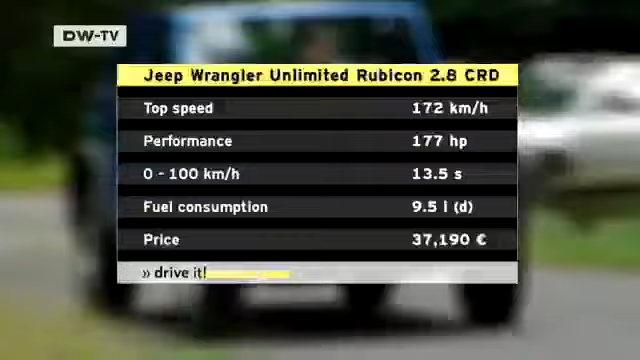 DW-TV
Jeep Wrangler Unlimited Rubicon 2.8 CRD
Top speed 172 km/h
Performance 177 hp
0 - 100 km/h 13.5 s
Fuel consumption 9.5 l (d)
Price 37,190 €
» drive it!